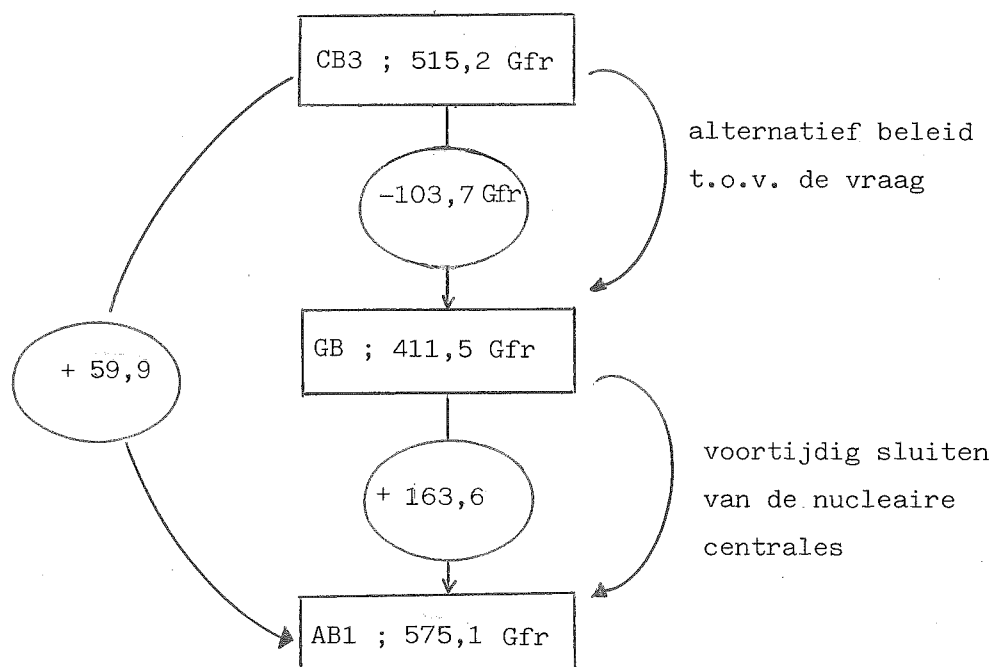 CB3 ; 515,2 Gfr
alternatief beleid
t.o.v. de vraag
-103,7 Gfr
GB ; 411,5 Gfr
+ 59,9
voortijdig sluiten
van de nucleaire
centrales
+ 163,6
AB1 ; 575,1 Gfr